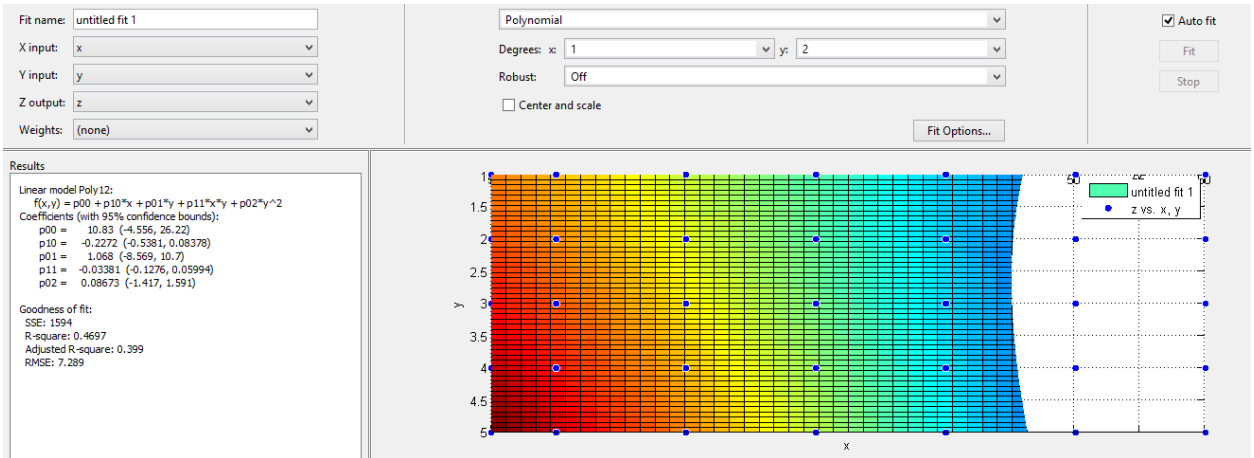 Fit name: untitled fit 1
X input: x
Y input: y
Z output: z
Weights: (none)
Polynomial
Degrees: x: 1 y: 2
Robust: Off
Center and scale
Fit Options...
Auto fit
Fit
Stop
Results
Linear model Poly12:
f(x,y) = p00 + p10*x + p01*y + p11*x*y + p02*y^2
Coefficients (with 95% confidence bounds):
p00 = 10.83 (-4.556, 26.22)
p10 = -0.2272 (-0.5381, 0.08378)
p01 = 1.068 (-8.569, 10.7)
p11 = -0.03381 (-0.1276, 0.05994)
p02 = 0.08673 (-1.417, 1.591)
Goodness of fit:
SSE: 1594
R-square: 0.4697
Adjusted R-square: 0.399
RMSE: 7.289
1
1.5
2
2.5
3
3.5
4
4.5
5
y
x
untitled fit 1
z vs. x, y